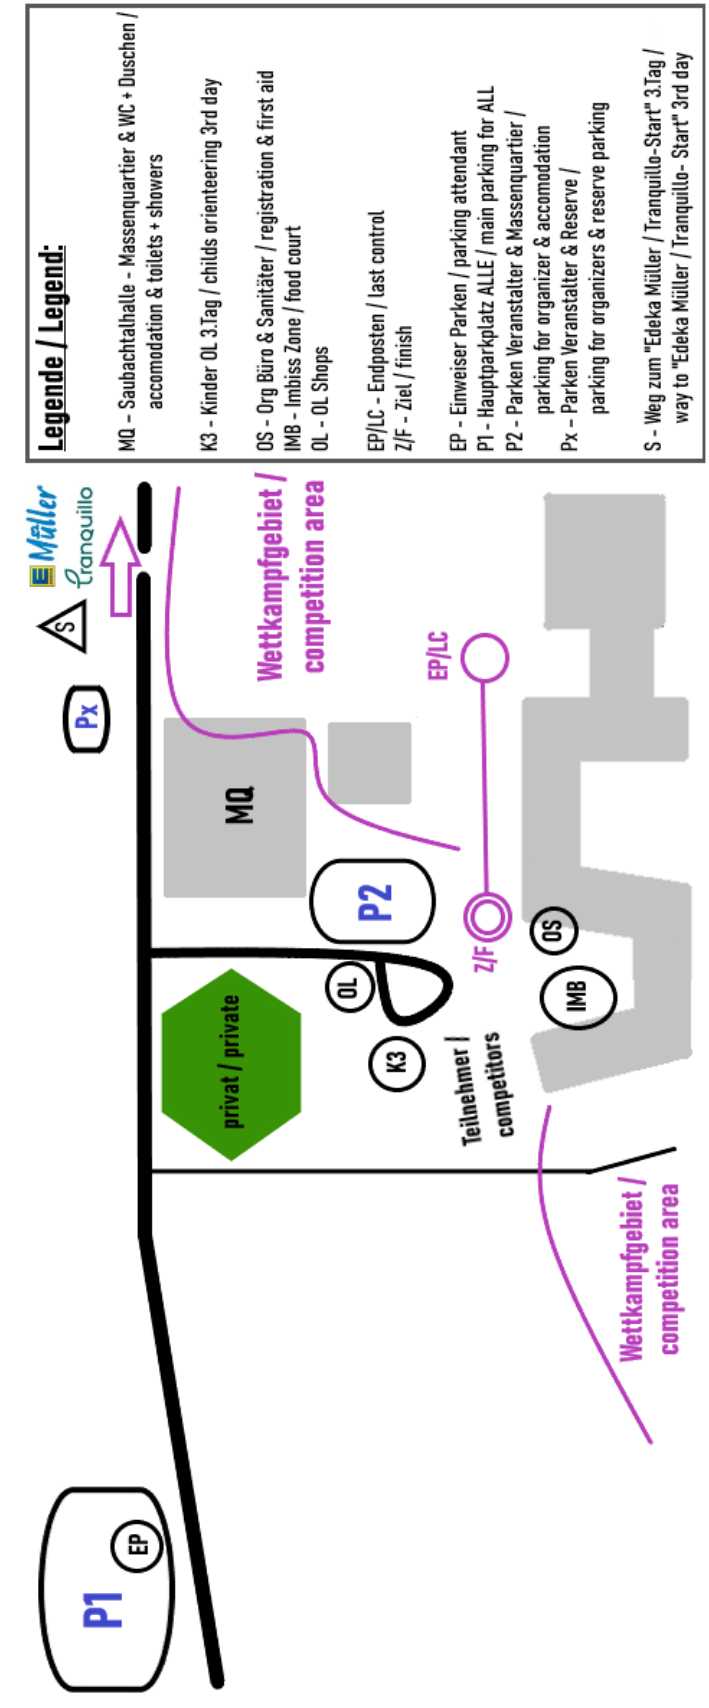 Legende / Legend:
MQ - Saubachtalhalle - Massenquartier & WC + Duschen /
accomodation & toilets + showers
K3 - Kinder OL 3.Tag / childs orienteering 3rd day
OS - Org Büro & Sanitäter / registration & first aid
IMB - Imbiss Zone / food court
OL - OL Shops
EP/LC - Endposten / last control
Z/F - Ziel / finish
EP - Einweiser Parken / parking attendant
P1 - Hauptparkplatz ALLE / main parking for ALL
P2 - Parken Veranstalter & Massenquartier /
parking for organizer & accomodation
Px - Parken Veranstalter & Reserve /
parking for organizers & reserve parking
S - Weg zum "Edeka Müller / Tranquillo-Start" 3.Tag /
way to "Edeka Müller / Tranquillo- Start" 3rd day
E Müller
Tranquillo
S
Px
Wettkampfgebiet /
competition area
EP/LC
MQ
P2
Z/F
OS
OL
IMB
K3
privat / private
Teilnehmer |
competitors
Wettkampfgebiet /
competition area
P1
EP